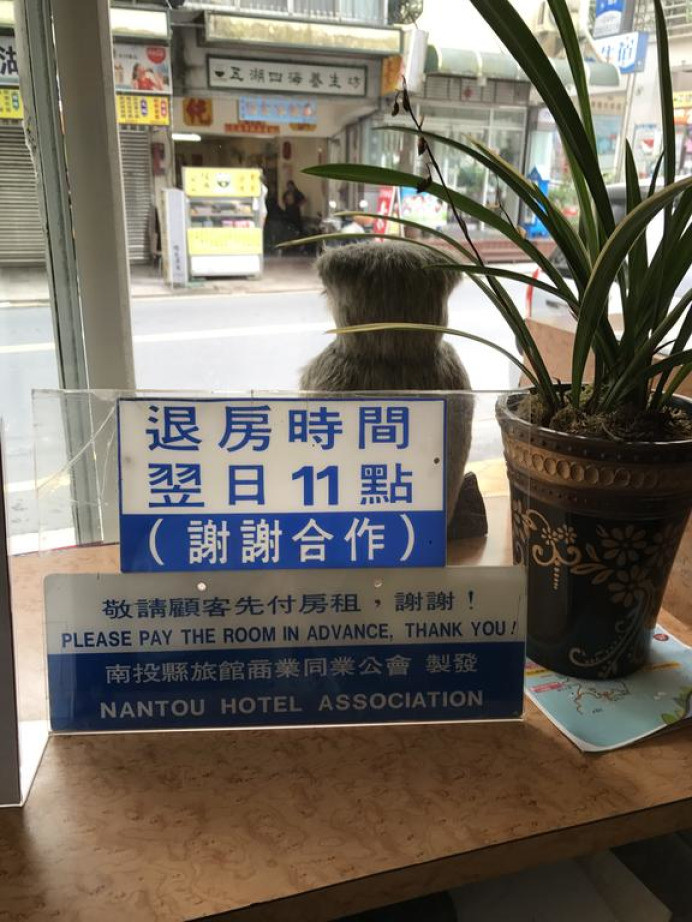 五湖四海養生坊
退房時間
翌日11點
(謝謝合作)
敬請顧客先付房租，謝謝！
PLEASE PAY THE ROOM IN ADVANCE, THANK YOU!
南投縣旅館商業同業公會 製發
NANTOU HOTEL ASSOCIATION